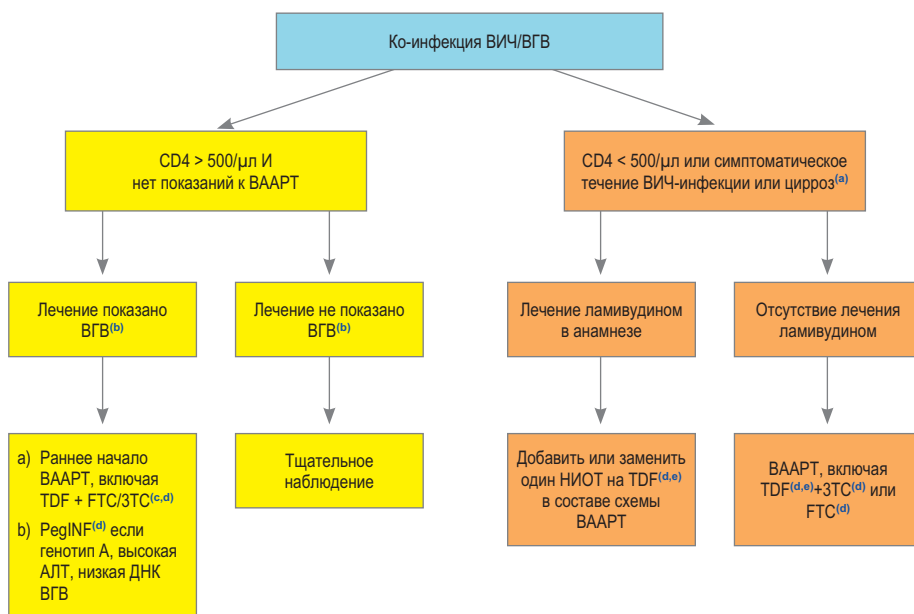 Ко-инфекция ВИЧ/ВГВ
CD4 > 500/µл И
нет показаний к ВААРТ
CD4 < 500/µл или симптоматическое
течение ВИЧ-инфекции или цирроз(a)
Лечение показано
ВГВ(b)
Лечение не показано
ВГВ(b)
Лечение ламивудином
в анамнезе
Отсутствие лечения
ламивудином
a) Раннее начало
ВААРТ, включая
TDF + FTC/3TC(c,d)
b) PegINF(d) если
генотип А, высокая
АЛТ, низкая ДНК
ВГВ
Тщательное
наблюдение
Добавить или заменить
один НИОТ на TDF(d,e)
в составе схемы
ВААРТ
ВААРТ, включая
TDF(d,e)+3TC(d) или
FTC(d)